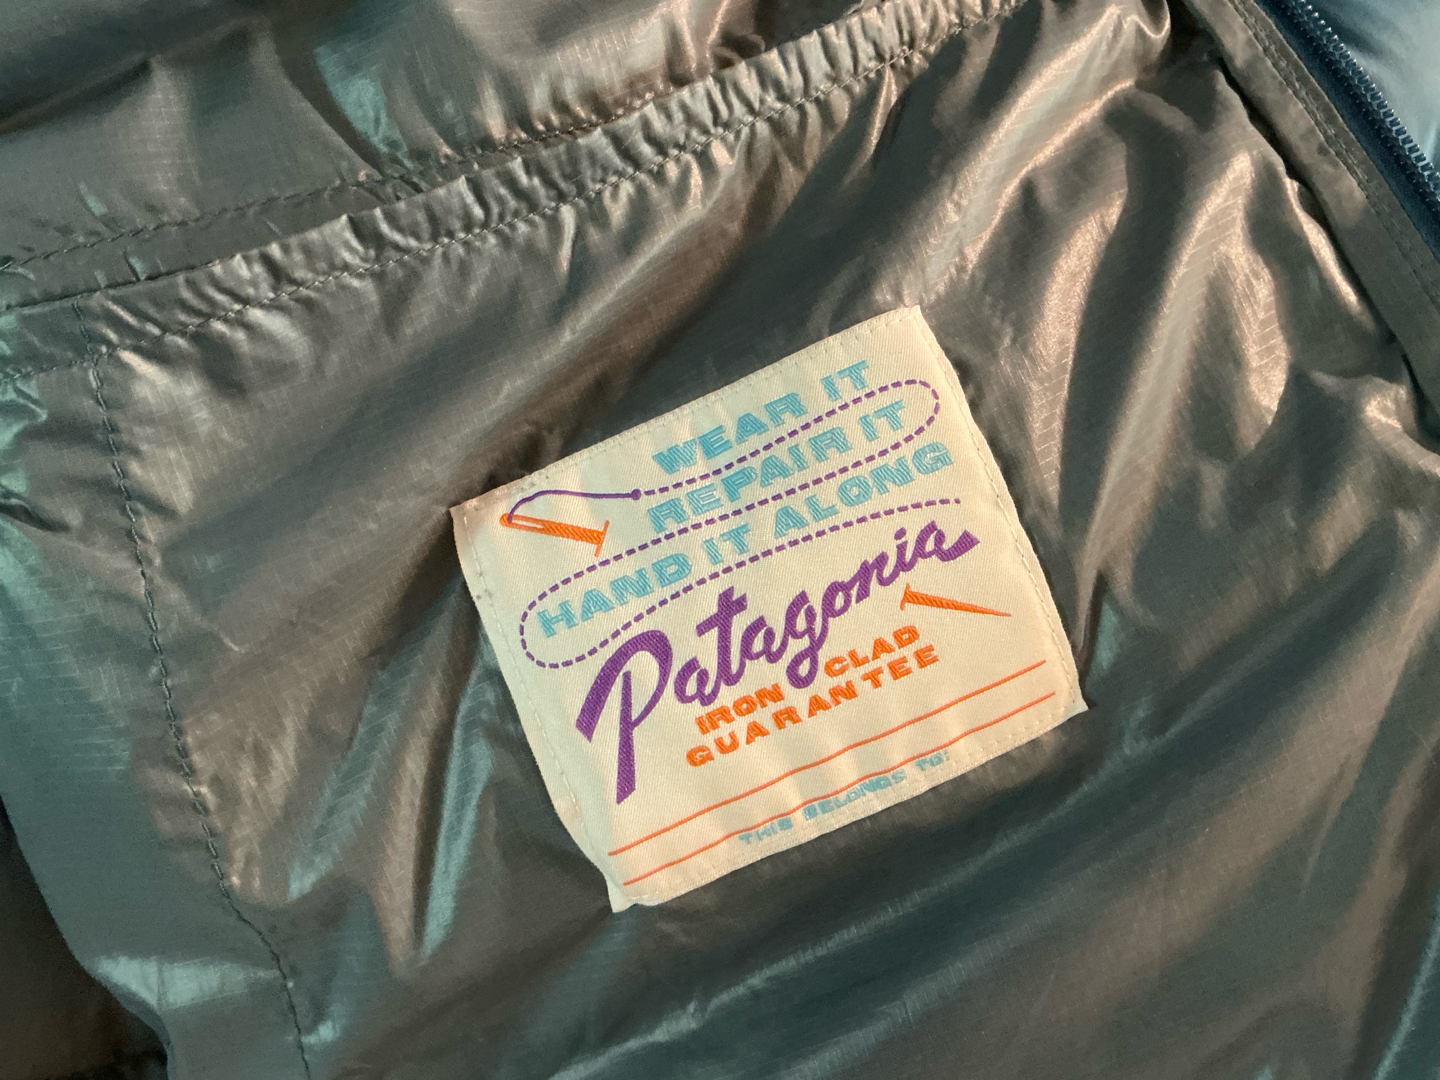 WEAR IT
REPAIR IT
HAND IT ALONG
Patagonia
IRON CLAD
GUARANTEE
THIS BELONGS TO: